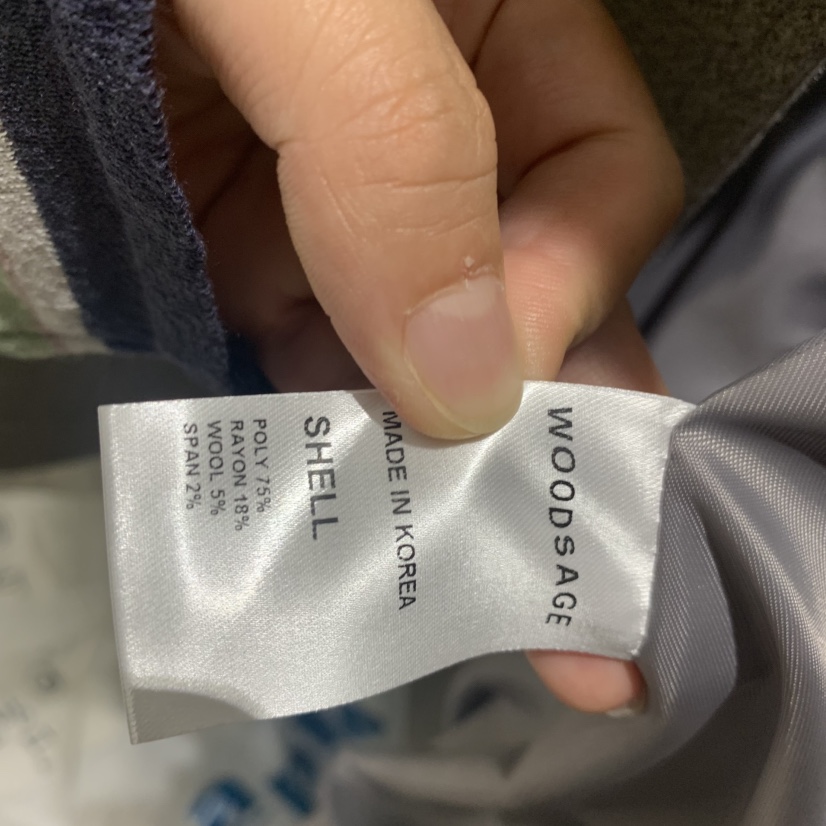 WOODSAGE
MADE IN KOREA
SHELL
POLY 75%
RAYON 18%
WOOL 5%
SPAN 2%